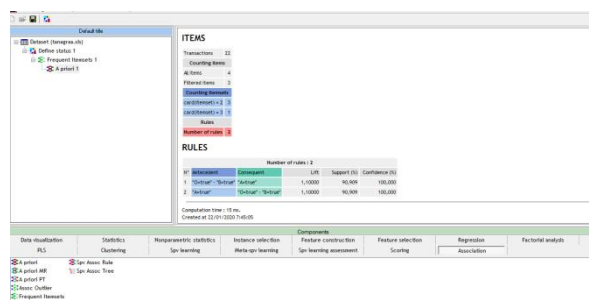 Default title
Dataset (tanagraa.xls)
Define status 1
Frequent Itemsets 1
A priori 1
ITEMS
Transactions 22
Counting items
All items 4
Filtered items 3
Counting itemsets
card(itemset) = 2 3
card(itemset) = 3 1
Rules
Number of rules 2
RULES
Number of rules : 2
N° Antecedent Consequent Lift Support (%) Confidence (%)
1 "A=true" 1,10000 90,909 100,000
2 "A=true" 1,10000 90,909 100,000
Computation time : 15 ms.
Created at 22/01/2020 7:45:05
Components
Data visualization Statistics Nonparametric statistics Instance selection Feature construction Feature selection Regression Factorial analysis
PLS Clustering Spv learning Meta-spv learning Spv learning assessment Scoring Association
A priori Spv Assoc Rule
A priori MR Spv Assoc Tree
A priori PT
Assoc Outlier
Frequent Itemsets